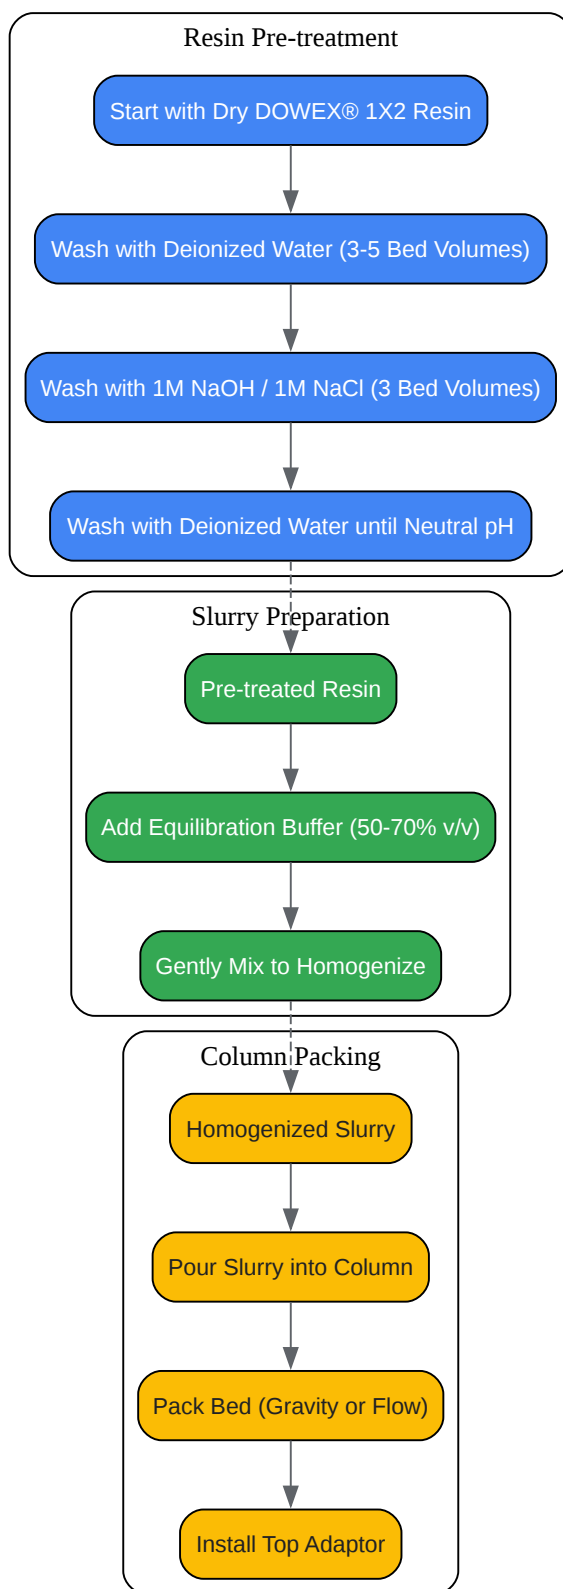 Resin Pre-treatment
Start with Dry DOWEX® 1X2 Resin
Wash with Deionized Water (3-5 Bed Volumes)
Wash with 1M NaOH / 1M NaCl (3 Bed Volumes)
Wash with Deionized Water until Neutral pH
Slurry Preparation
Pre-treated Resin
Add Equilibration Buffer (50-70% v/v)
Gently Mix to Homogenize
Column Packing
Homogenized Slurry
Pour Slurry into Column
Pack Bed (Gravity or Flow)
Install Top Adaptor